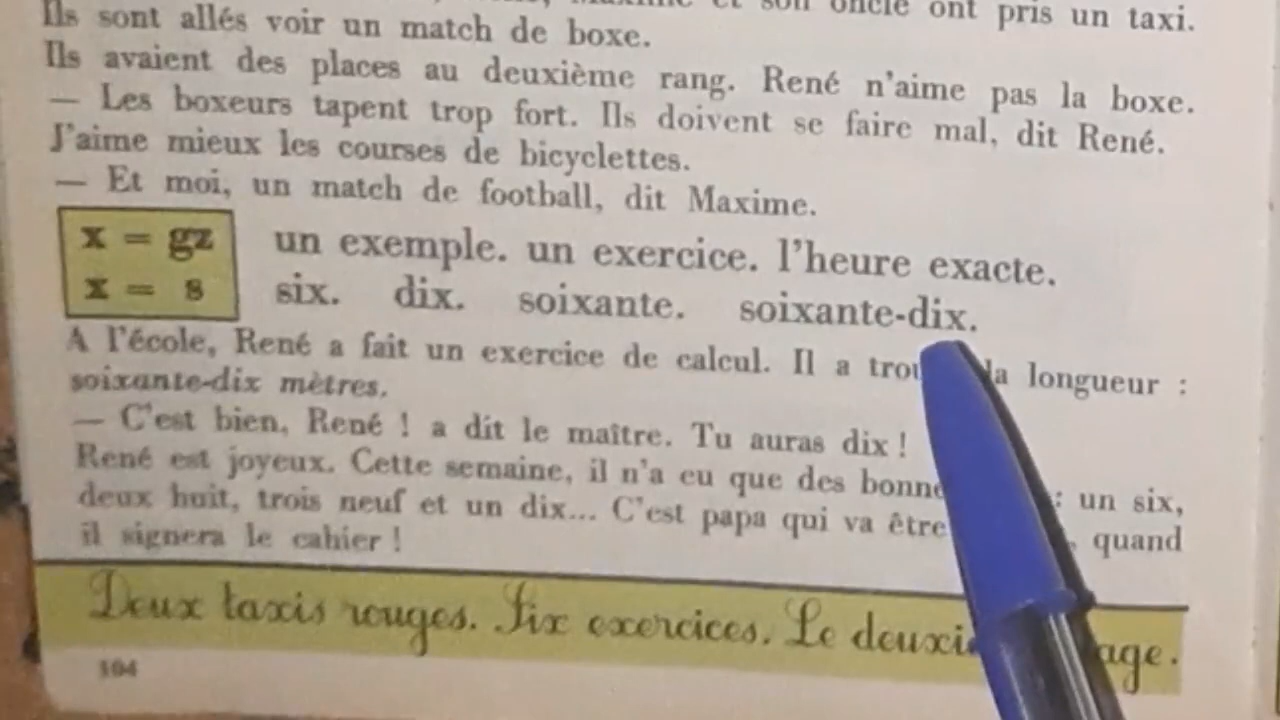 son oncle ont pris un taxi.
Ils sont allés voir un match de boxe.
Ils avaient des places au deuxième rang. René n'aime pas la boxe.
— Les boxeurs tapent trop fort. Ils doivent se faire mal, dit René.
J'aime mieux les courses de bicyclettes.
— Et moi, un match de football, dit Maxime.
x = gz un exemple. un exercice. l'heure exacte.
x = s six. dix. soixante. soixante-dix.
A l'école, René a fait un exercice de calcul. Il a la longueur :
soixante-dix mètres.
— C'est bien, René ! a dit le maître. Tu auras dix !
René est joyeux. Cette semaine, il n'a eu que des : un six,
deux huit, trois neuf et un dix... C'est papa qui va être , quand
il signera le cahier !
Deux taxis rouges. Six exercices. Le
104